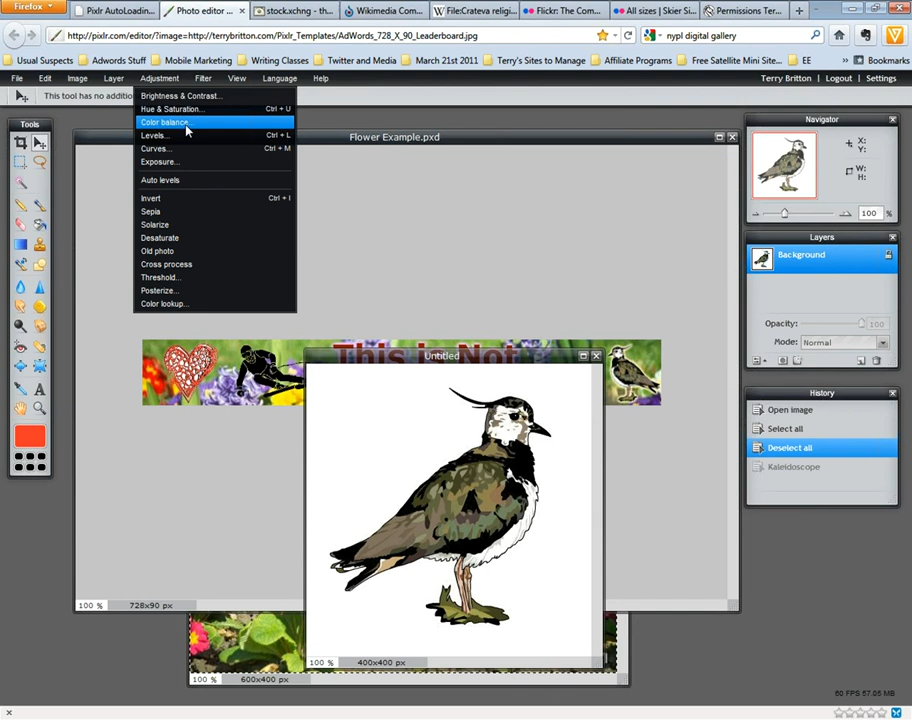 Firefox
Pixlr AutoLoadin...
Photo editor ...
stock.xchng - th...
Wikimedia Com...
File:Crateva religi...
Flickr: The Com...
All sizes | Skier Si...
Permissions Ter...
http://pixlr.com/editor/?image=http://terrybritton.com/Pixlr_Templates/AdWords_728_X_90_Leaderboard.jpg
nypl digital gallery
Usual Suspects
Adwords Stuff
Mobile Marketing
Writing Classes
Twitter and Media
March 21st 2011
Terry's Sites to Manage
Affiliate Programs
Free Satellite Mini Site...
EE
Bookmarks
File
Edit
Image
Layer
Adjustment
Filter
View
Language
Help
Terry Britton
Logout
Settings
This tool has no addition
Brightness & Contrast...
Hue & Saturation... Ctrl + U
Color balance...
Levels... Ctrl + L
Curves... Ctrl + M
Exposure...
Auto levels
Invert Ctrl + I
Sepia
Solarize
Desaturate
Old photo
Cross process
Threshold...
Posterize...
Color lookup...
Tools
Flower Example.pxd
This is Not
Untitled
100 % 728x90 px
100 % 400x400 px
100 % 600x400 px
Navigator
X:
Y:
W:
H:
100 %
Layers
Background
Opacity: 100
Mode: Normal
History
Open image
Select all
Deselect all
Kaleidoscope
60 FPS 57.05 MB